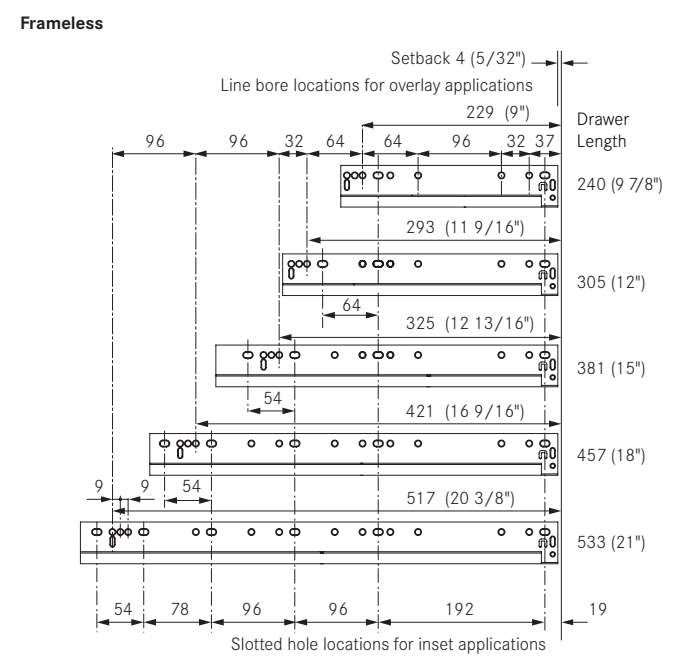 Frameless
Setback 4 (5/32")
Line bore locations for overlay applications
229 (9")
Drawer
Length
96 96 32 64 64 96 32 37
240 (9 7/8")
293 (11 9/16")
305 (12")
64
325 (12 13/16")
381 (15")
54
421 (16 9/16")
457 (18")
9 9 54
517 (20 3/8")
533 (21")
54 78 96 96 192 19
Slotted hole locations for inset applications